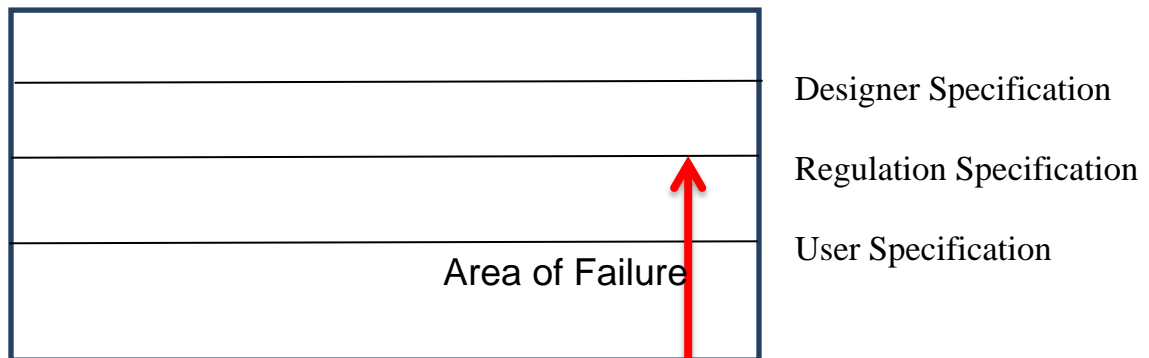 Designer Specification
Regulation Specification
User Specification
Area of Failure